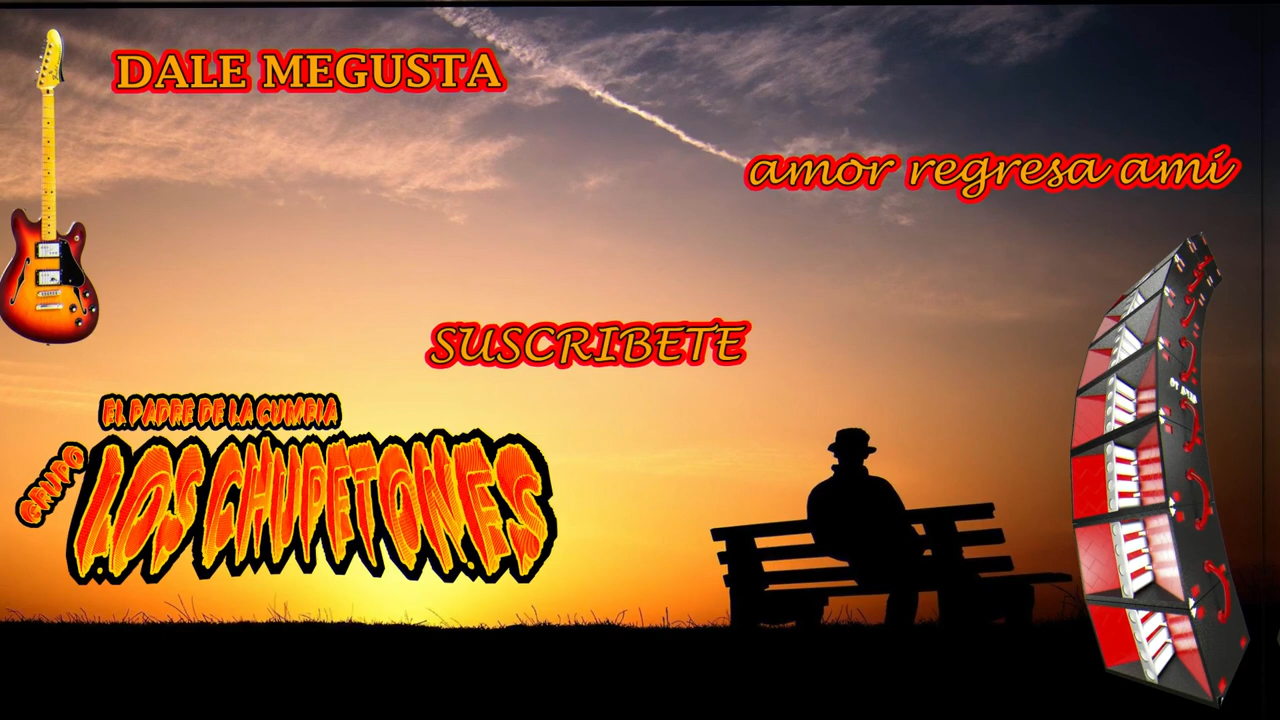 DALE MEGUSTA
amor regresa amí
SUSCRIBETE
EL PADRE DE LA CUMBIA
GRUPO
LOS CHUPETONES